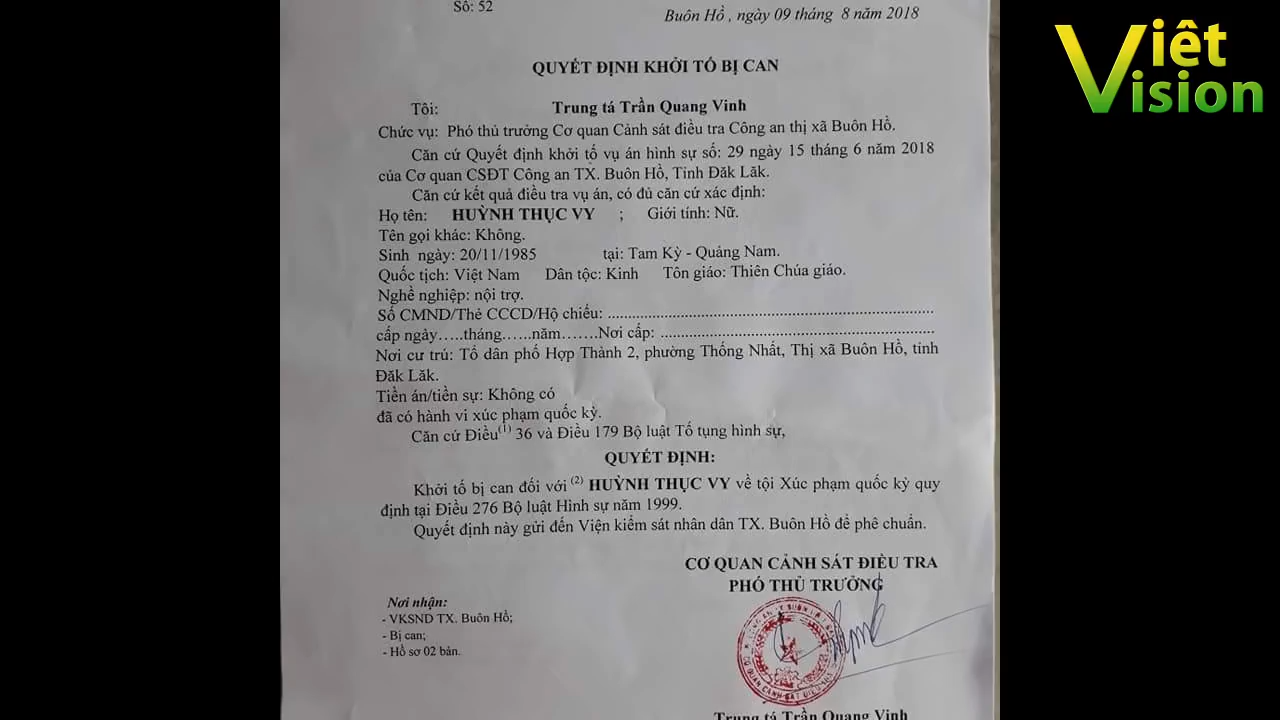 Số: 52
Buôn Hồ , ngày 09 tháng 8 năm 2018
Việt Vision
QUYẾT ĐỊNH KHỞI TỐ BỊ CAN
Tôi: Trung tá Trần Quang Vinh
Chức vụ: Phó thủ trưởng Cơ quan Cảnh sát điều tra Công an thị xã Buôn Hồ.
Căn cứ Quyết định khởi tố vụ án hình sự số: 29 ngày 15 tháng 6 năm 2018
của Cơ quan CSĐT Công an TX. Buôn Hồ, Tỉnh Đăk Lăk.
Căn cứ kết quả điều tra vụ án, có đủ căn cứ xác định:
Họ tên: HUỲNH THỤC VY ; Giới tính: Nữ.
Tên gọi khác: Không.
Sinh ngày: 20/11/1985 tại: Tam Kỳ - Quảng Nam.
Quốc tịch: Việt Nam Dân tộc: Kinh Tôn giáo: Thiên Chúa giáo.
Nghề nghiệp: nội trợ.
Số CMND/Thẻ CCCD/Hộ chiếu: ................................................................................
cấp ngày…..tháng……năm…….Nơi cấp: ...................................................................
Nơi cư trú: Tổ dân phố Hợp Thành 2, phường Thống Nhất, Thị xã Buôn Hồ, tỉnh
Đăk Lăk.
Tiền án/tiền sự: Không có
đã có hành vi xúc phạm quốc kỳ.
Căn cứ Điều(1) 36 và Điều 179 Bộ luật Tố tụng hình sự,
QUYẾT ĐỊNH:
Khởi tố bị can đối với (2) HUỲNH THỤC VY về tội Xúc phạm quốc kỳ quy
định tại Điều 276 Bộ luật Hình sự năm 1999.
Quyết định này gửi đến Viện kiểm sát nhân dân TX. Buôn Hồ để phê chuẩn.
CƠ QUAN CẢNH SÁT ĐIỀU TRA
PHÓ THỦ TRƯỞNG
Nơi nhận:
- VKSND TX. Buôn Hồ;
- Bị can;
- Hồ sơ 02 bản.
CƠ QUAN CẢNH SÁT ĐIỀU TRA
Trung tá Trần Quang Vinh